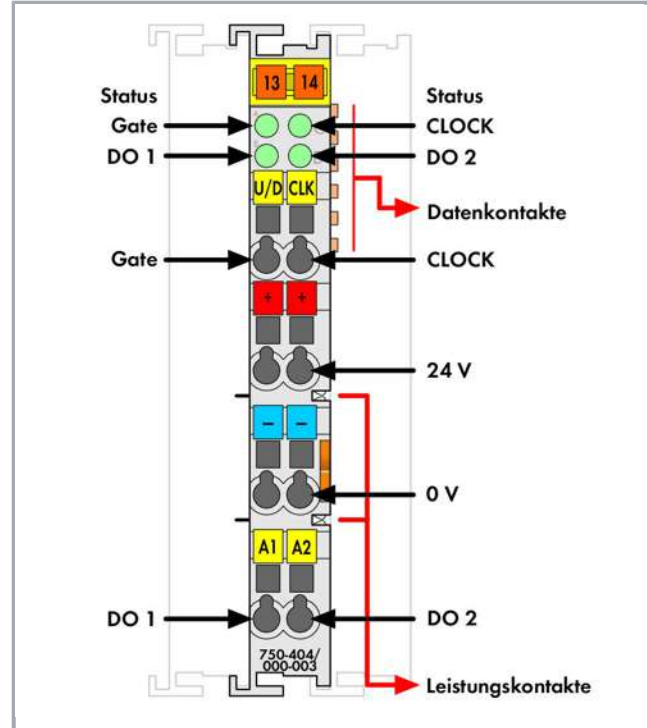 13 14
Status Status
Gate CLOCK
DO 1 DO 2
U/D CLK
Datenkontakte
Gate CLOCK
+ +
24 V
− −
0 V
A1 A2
DO 1 DO 2
750-404/
000-003
Leistungskontakte